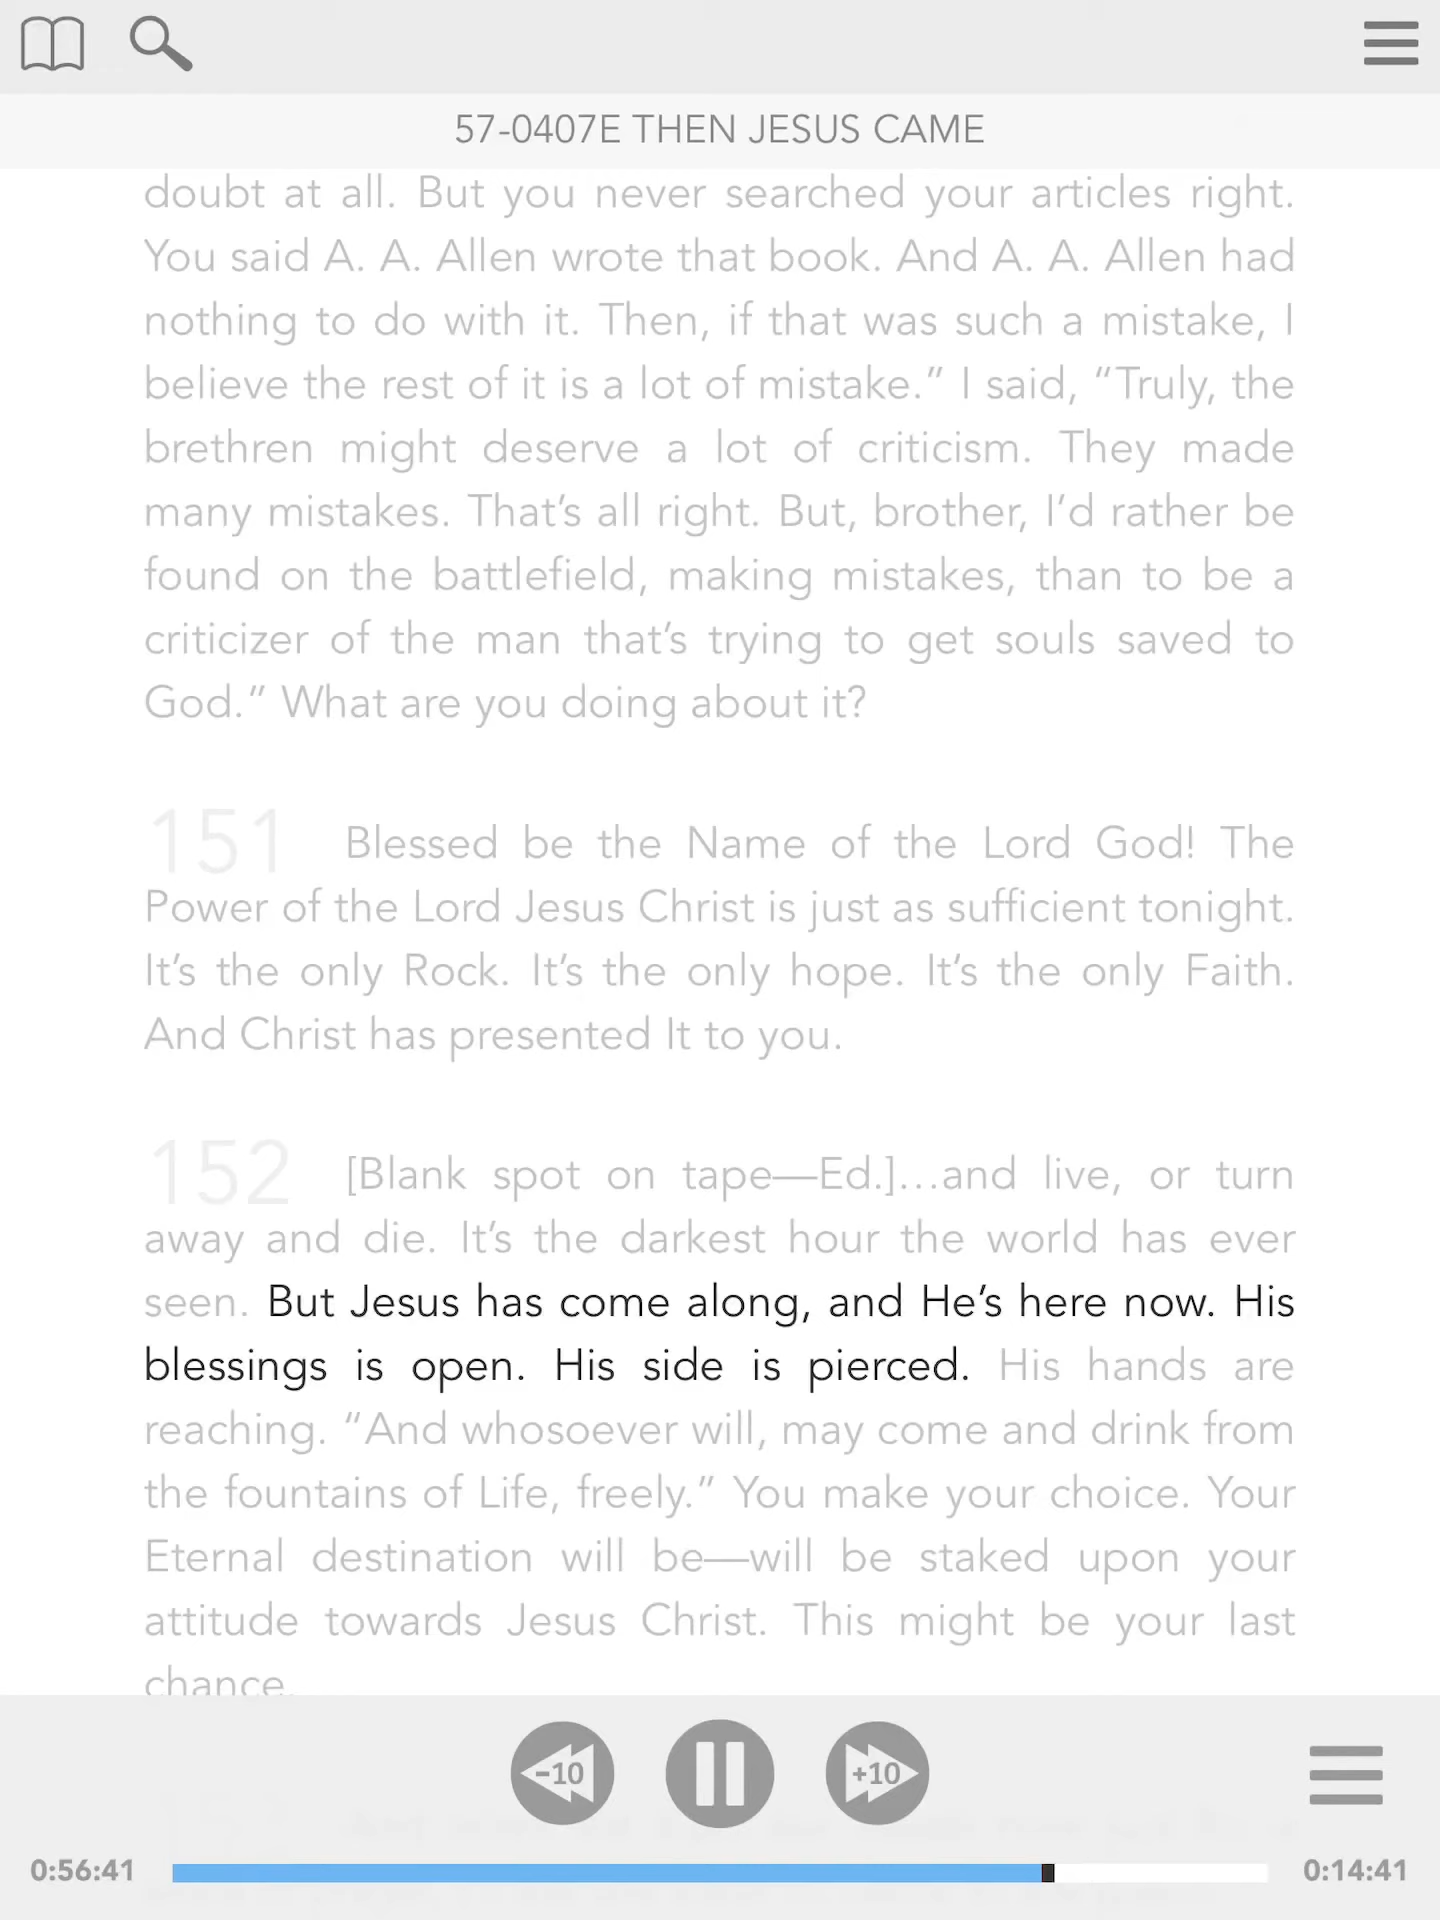 57-0407E THEN JESUS CAME
doubt at all. But you never searched your articles right.
You said A. A. Allen wrote that book. And A. A. Allen had
nothing to do with it. Then, if that was such a mistake, I
believe the rest of it is a lot of mistake.” I said, “Truly, the
brethren might deserve a lot of criticism. They made
many mistakes. That’s all right. But, brother, I’d rather be
found on the battlefield, making mistakes, than to be a
criticizer of the man that’s trying to get souls saved to
God.” What are you doing about it?
151 Blessed be the Name of the Lord God! The
Power of the Lord Jesus Christ is just as sufficient tonight.
It’s the only Rock. It’s the only hope. It’s the only Faith.
And Christ has presented It to you.
152 [Blank spot on tape—Ed.]…and live, or turn
away and die. It’s the darkest hour the world has ever
seen. But Jesus has come along, and He’s here now. His
blessings is open. His side is pierced. His hands are
reaching. “And whosoever will, may come and drink from
the fountains of Life, freely.” You make your choice. Your
Eternal destination will be—will be staked upon your
attitude towards Jesus Christ. This might be your last
chance.
-10 +10
0:56:41 0:14:41